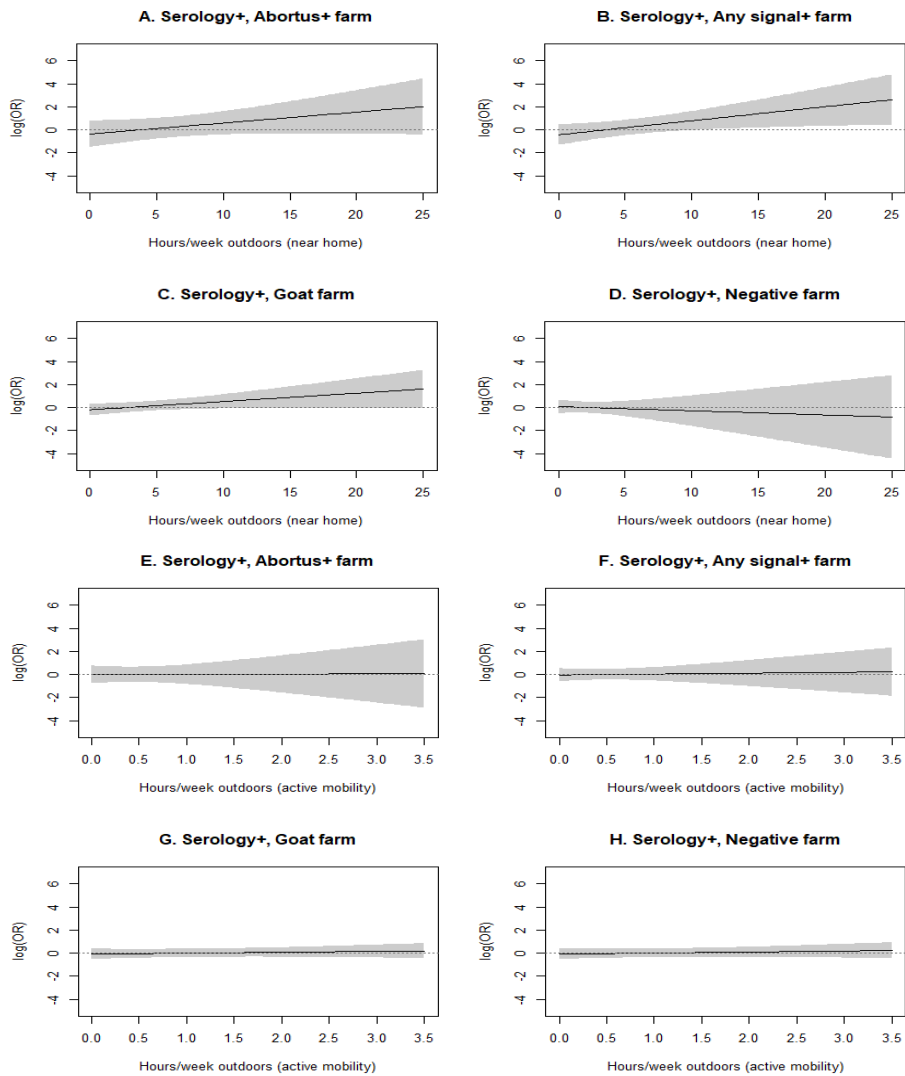 A. Serology+, Abortus+ farm
B. Serology+, Any signal+ farm
log(OR)
6
4
2
0
-2
-4
0 5 10 15 20 25
Hours/week outdoors (near home)
log(OR)
6
4
2
0
-2
-4
0 5 10 15 20 25
Hours/week outdoors (near home)
C. Serology+, Goat farm
D. Serology+, Negative farm
log(OR)
6
4
2
0
-2
-4
0 5 10 15 20 25
Hours/week outdoors (near home)
log(OR)
6
4
2
0
-2
-4
0 5 10 15 20 25
Hours/week outdoors (near home)
E. Serology+, Abortus+ farm
F. Serology+, Any signal+ farm
log(OR)
6
4
2
0
-2
-4
0.0 0.5 1.0 1.5 2.0 2.5 3.0 3.5
Hours/week outdoors (active mobility)
log(OR)
6
4
2
0
-2
-4
0.0 0.5 1.0 1.5 2.0 2.5 3.0 3.5
Hours/week outdoors (active mobility)
G. Serology+, Goat farm
H. Serology+, Negative farm
log(OR)
6
4
2
0
-2
-4
0.0 0.5 1.0 1.5 2.0 2.5 3.0 3.5
Hours/week outdoors (active mobility)
log(OR)
6
4
2
0
-2
-4
0.0 0.5 1.0 1.5 2.0 2.5 3.0 3.5
Hours/week outdoors (active mobility)